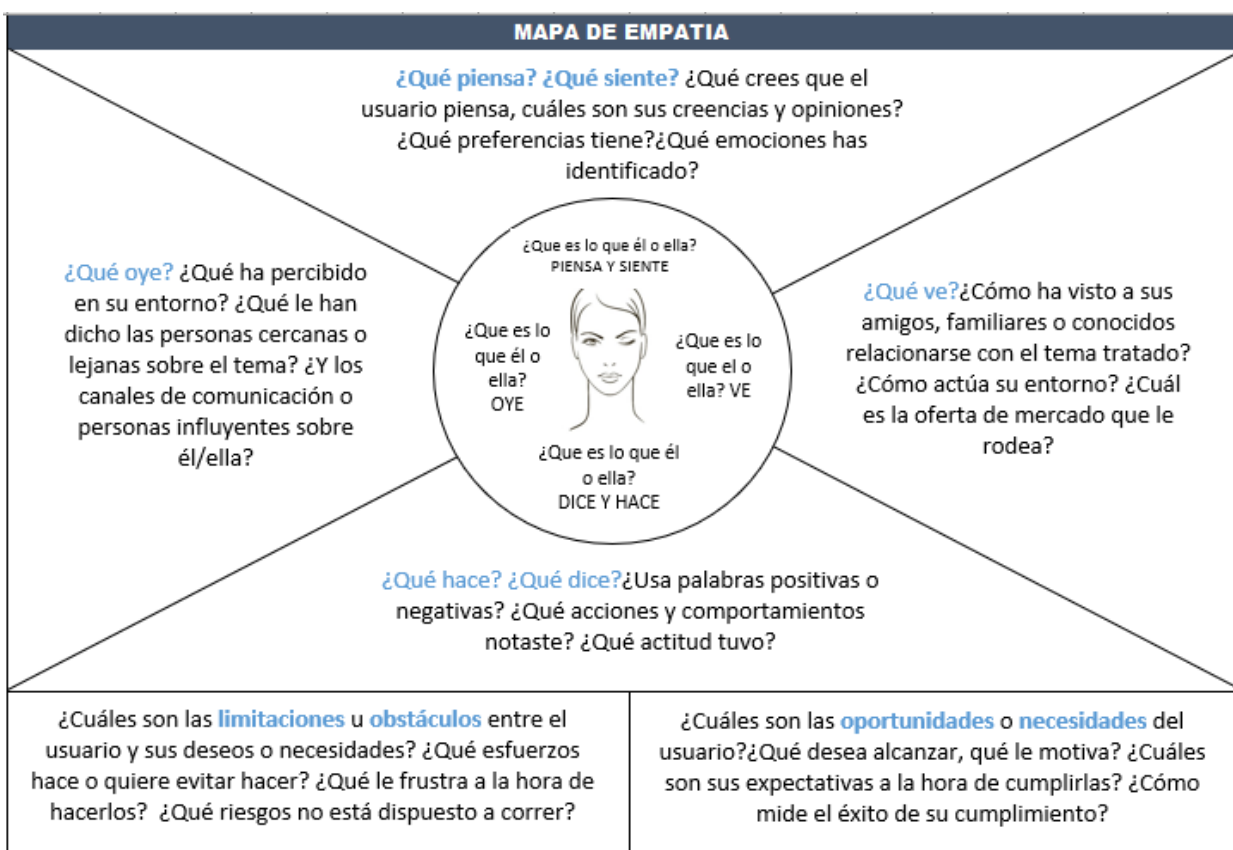 MAPA DE EMPATIA
¿Qué piensa? ¿Qué siente? ¿Qué crees que el
usuario piensa, cuáles son sus creencias y opiniones?
¿Qué preferencias tiene?¿Qué emociones has
identificado?
¿Qué oye? ¿Qué ha percibido
en su entorno? ¿Qué le han
dicho las personas cercanas o
lejanas sobre el tema? ¿Y los
canales de comunicación o
personas influyentes sobre
él/ella?
¿Que es lo que él o ella?
PIENSA Y SIENTE
¿Que es lo
que él o
ella?
OYE
¿Que es lo
que el o
ella? VE
¿Que es lo que él
o ella?
DICE Y HACE
¿Qué ve?¿Cómo ha visto a sus
amigos, familiares o conocidos
relacionarse con el tema tratado?
¿Cómo actúa su entorno? ¿Cuál
es la oferta de mercado que le
rodea?
¿Qué hace? ¿Qué dice?¿Usa palabras positivas o
negativas? ¿Qué acciones y comportamientos
notaste? ¿Qué actitud tuvo?
¿Cuáles son las limitaciones u obstáculos entre el
usuario y sus deseos o necesidades? ¿Qué esfuerzos
hace o quiere evitar hacer? ¿Qué le frustra a la hora de
hacerlos? ¿Qué riesgos no está dispuesto a correr?
¿Cuáles son las oportunidades o necesidades del
usuario?¿Qué desea alcanzar, qué le motiva? ¿Cuáles
son sus expectativas a la hora de cumplirlas? ¿Cómo
mide el éxito de su cumplimiento?